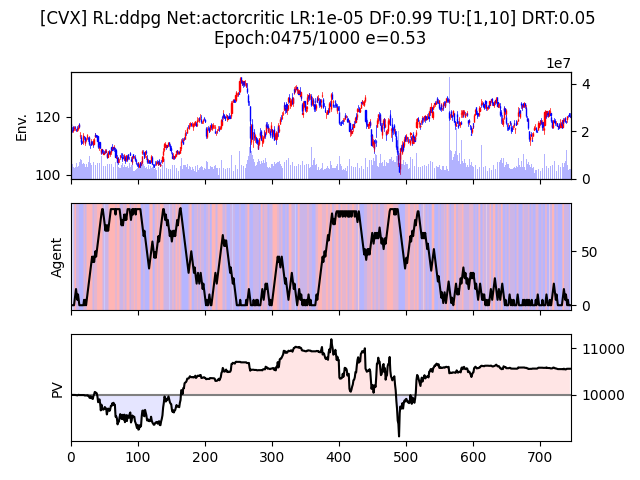 [CVX] RL:ddpg Net:actorcritic LR:1e-05 DF:0.99 TU:[1,10] DRT:0.05
Epoch:0475/1000 e=0.53
1e7
Env.
120
100
4
2
0
Agent
50
0
PV
11000
10000
0 100 200 300 400 500 600 700